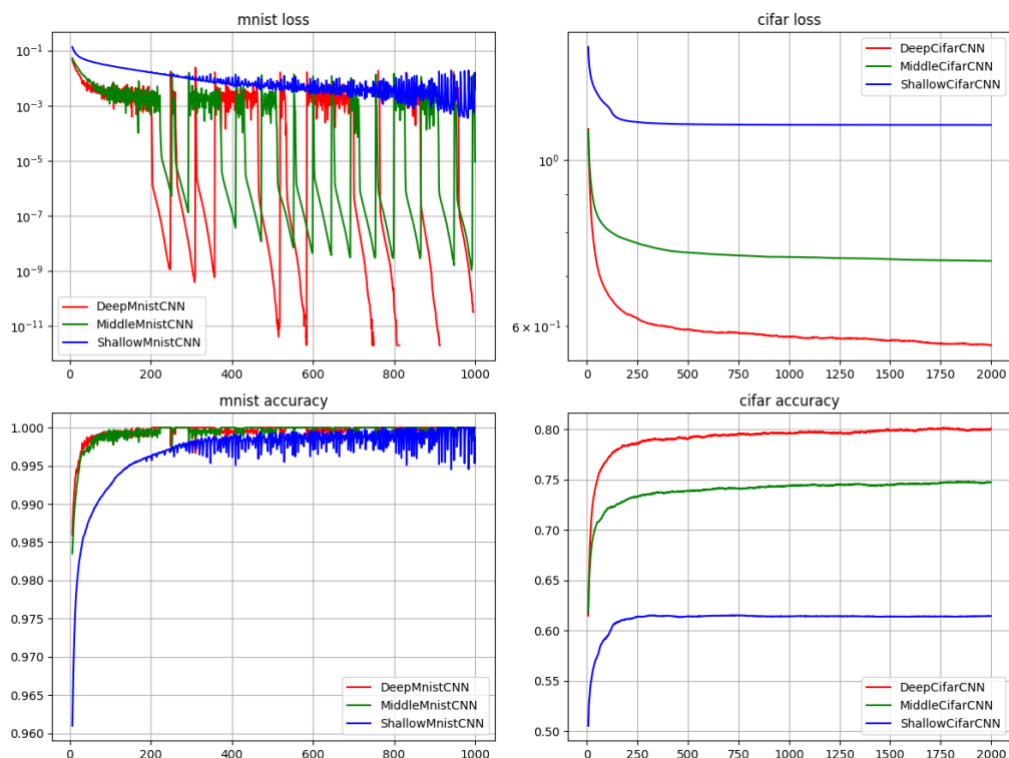 mnist loss
10⁻¹
10⁻³
10⁻⁵
10⁻⁷
10⁻⁹
10⁻¹¹
DeepMnistCNN
MiddleMnistCNN
ShallowMnistCNN
0 200 400 600 800 1000
cifar loss
DeepCifarCNN
MiddleCifarCNN
ShallowCifarCNN
10⁰
6 × 10⁻¹
0 250 500 750 1000 1250 1500 1750 2000
mnist accuracy
1.000
0.995
0.990
0.985
0.980
0.975
0.970
0.965
0.960
DeepMnistCNN
MiddleMnistCNN
ShallowMnistCNN
0 200 400 600 800 1000
cifar accuracy
0.80
0.75
0.70
0.65
0.60
0.55
0.50
DeepCifarCNN
MiddleCifarCNN
ShallowCifarCNN
0 250 500 750 1000 1250 1500 1750 2000